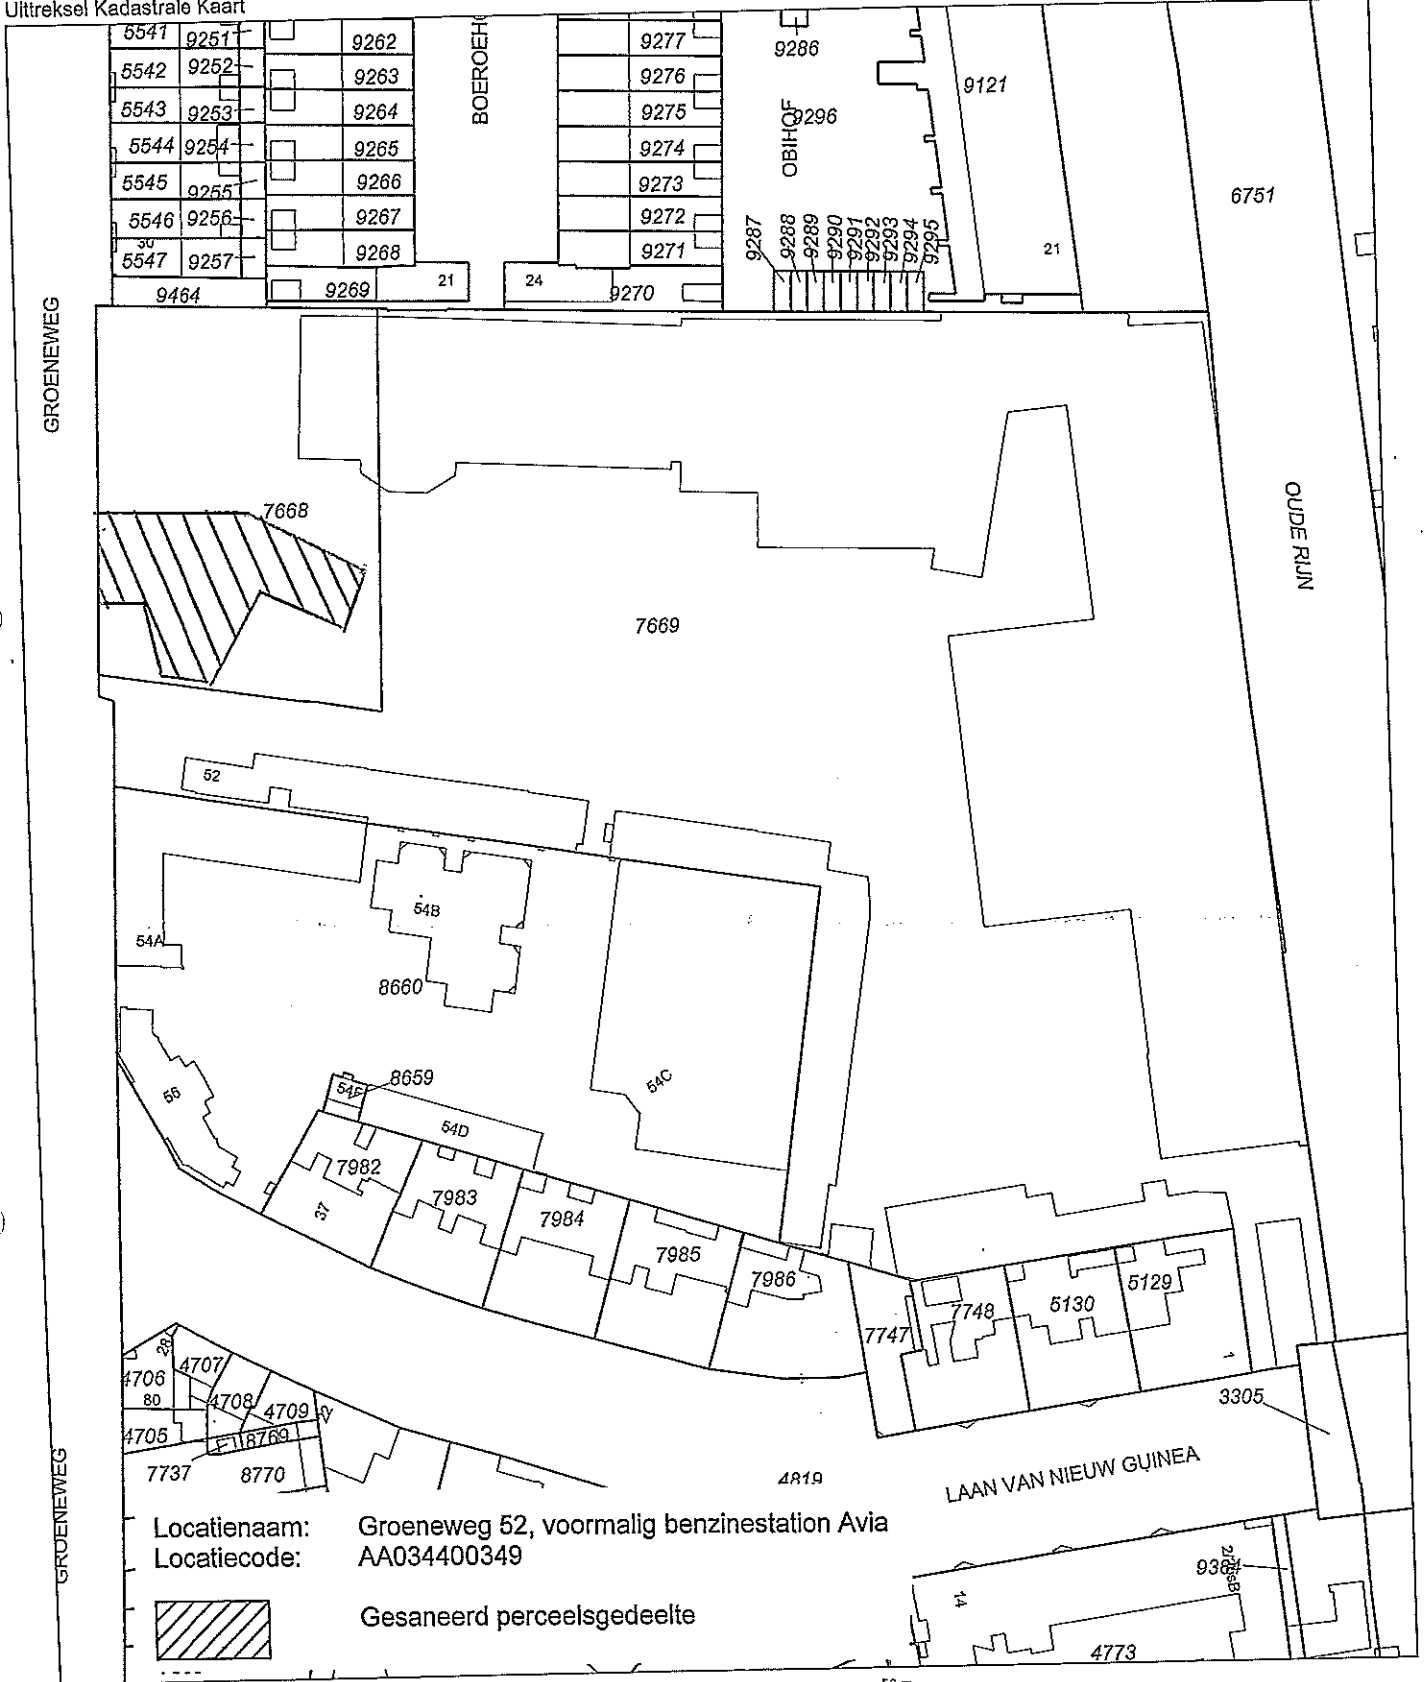 Uittreksel Kadastrale Kaart
5541 9251 9262 9277 9286
5542 9252 9263 9276 9121
5543 9253 9264 9275 9296
5544 9254 9265 9274
5545 9255 9266 9273 6751
5546 9256 9267 9272
30
5547 9257 9268 9271 21
9464 9269 21 24 9270
BOEROEHO
OBIHOF
9287 9288 9289 9290 9291 9292 9293 9294 9295
GROENEWEG
7668
OUDE RIJN
7669
52
54B
54A
8660
54C
8659
56
54D
7982
37
7983
7984
7985
7986
7747
7748
5130
5129
1
28
4706 4707
80 4708
4705 4709 22
8769
7737 8770
3305
4819
LAAN VAN NIEUW GUINEA
GROENEWEG
Locatienaam: Groeneweg 52, voormalig benzinestation Avia
Locatiecode: AA034400349
Gesaneerd perceelsgedeelte
14
9384
4773